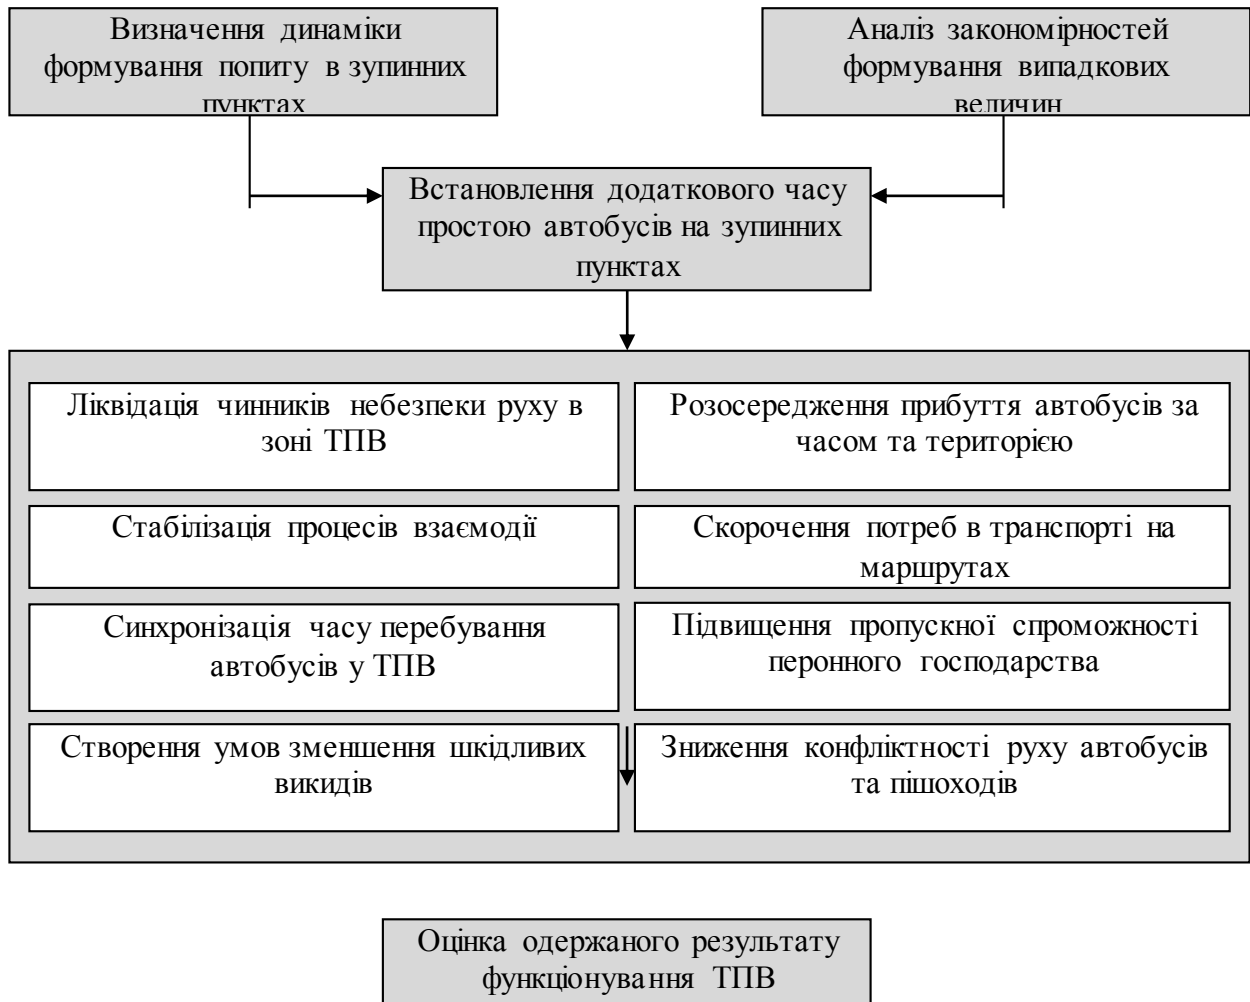 Визначення динаміки
формування попиту в зупинних
пунктах
Аналіз закономірностей
формування випадкових
величин
Встановлення додаткового часу
простою автобусів на зупинних
пунктах
Ліквідація чинників небезпеки руху в
зоні ТПВ
Розосередження прибуття автобусів за
часом та територією
Стабілізація процесів взаємодії
Скорочення потреб в транспорті на
маршрутах
Синхронізація часу перебування
автобусів у ТПВ
Підвищення пропускної спроможності
перонного господарства
Створення умов зменшення шкідливих
викидів
Зниження конфліктності руху автобусів
та пішоходів
Оцінка одержаного результату
функціонування ТПВ